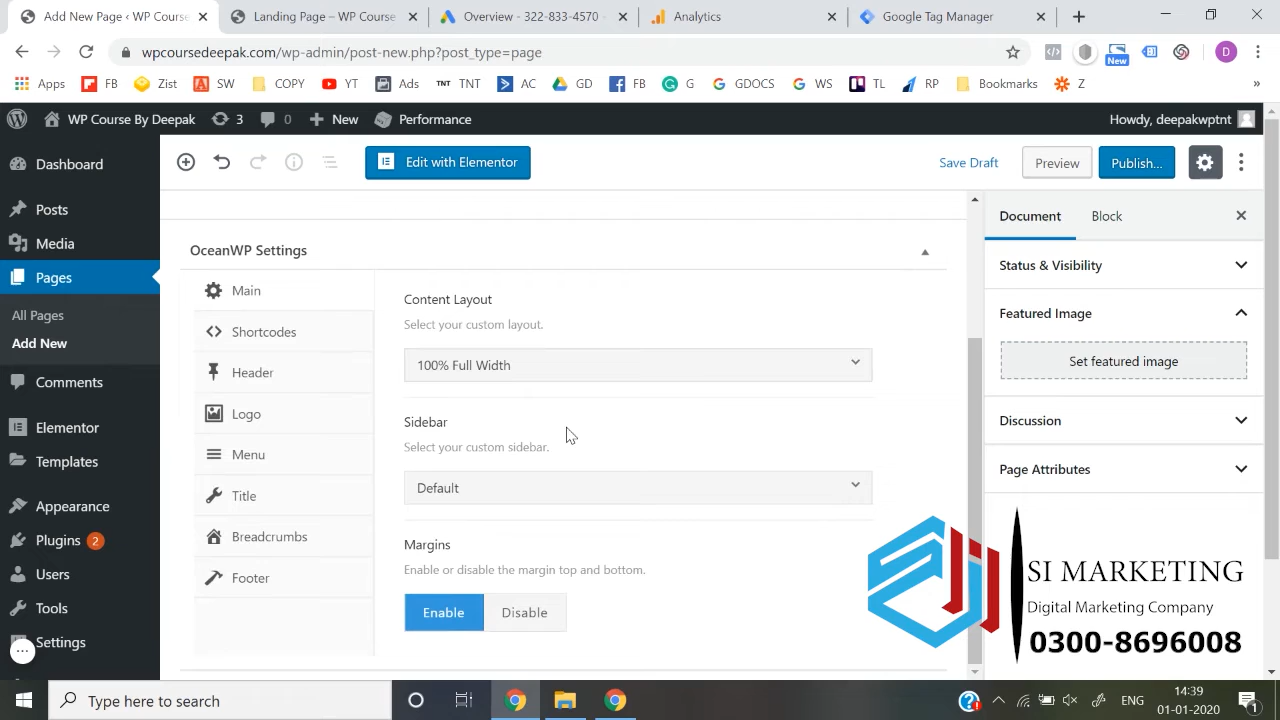 Add New Page ‹ WP Cours
Landing Page – WP Course
Overview - 322-833-4570 -
Analytics
Google Tag Manager
wpcoursedeepak.com/wp-admin/post-new.php?post_type=page
New
D
Apps FB Zist SW COPY YT Ads TNT TNT AC GD FB G GDOCS WS TL RP Bookmarks Z »
WP Course By Deepak 3 0 New Performance Howdy, deepakwptnt
Dashboard
Posts
Media
Pages
All Pages
Add New
Comments
Elementor
Templates
Appearance
Plugins 2
Users
Tools
Settings
Edit with Elementor
Save Draft
Preview
Publish...
OceanWP Settings
Main
Shortcodes
Header
Logo
Menu
Title
Breadcrumbs
Footer
Content Layout
Select your custom layout.
100% Full Width
Sidebar
Select your custom sidebar.
Default
Margins
Enable or disable the margin top and bottom.
Enable Disable
Document Block
Status & Visibility
Featured Image
Set featured image
Discussion
Page Attributes
SI MARKETING
Digital Marketing Company
0300-8696008
Type here to search
ENG
14:39
01-01-2020
1